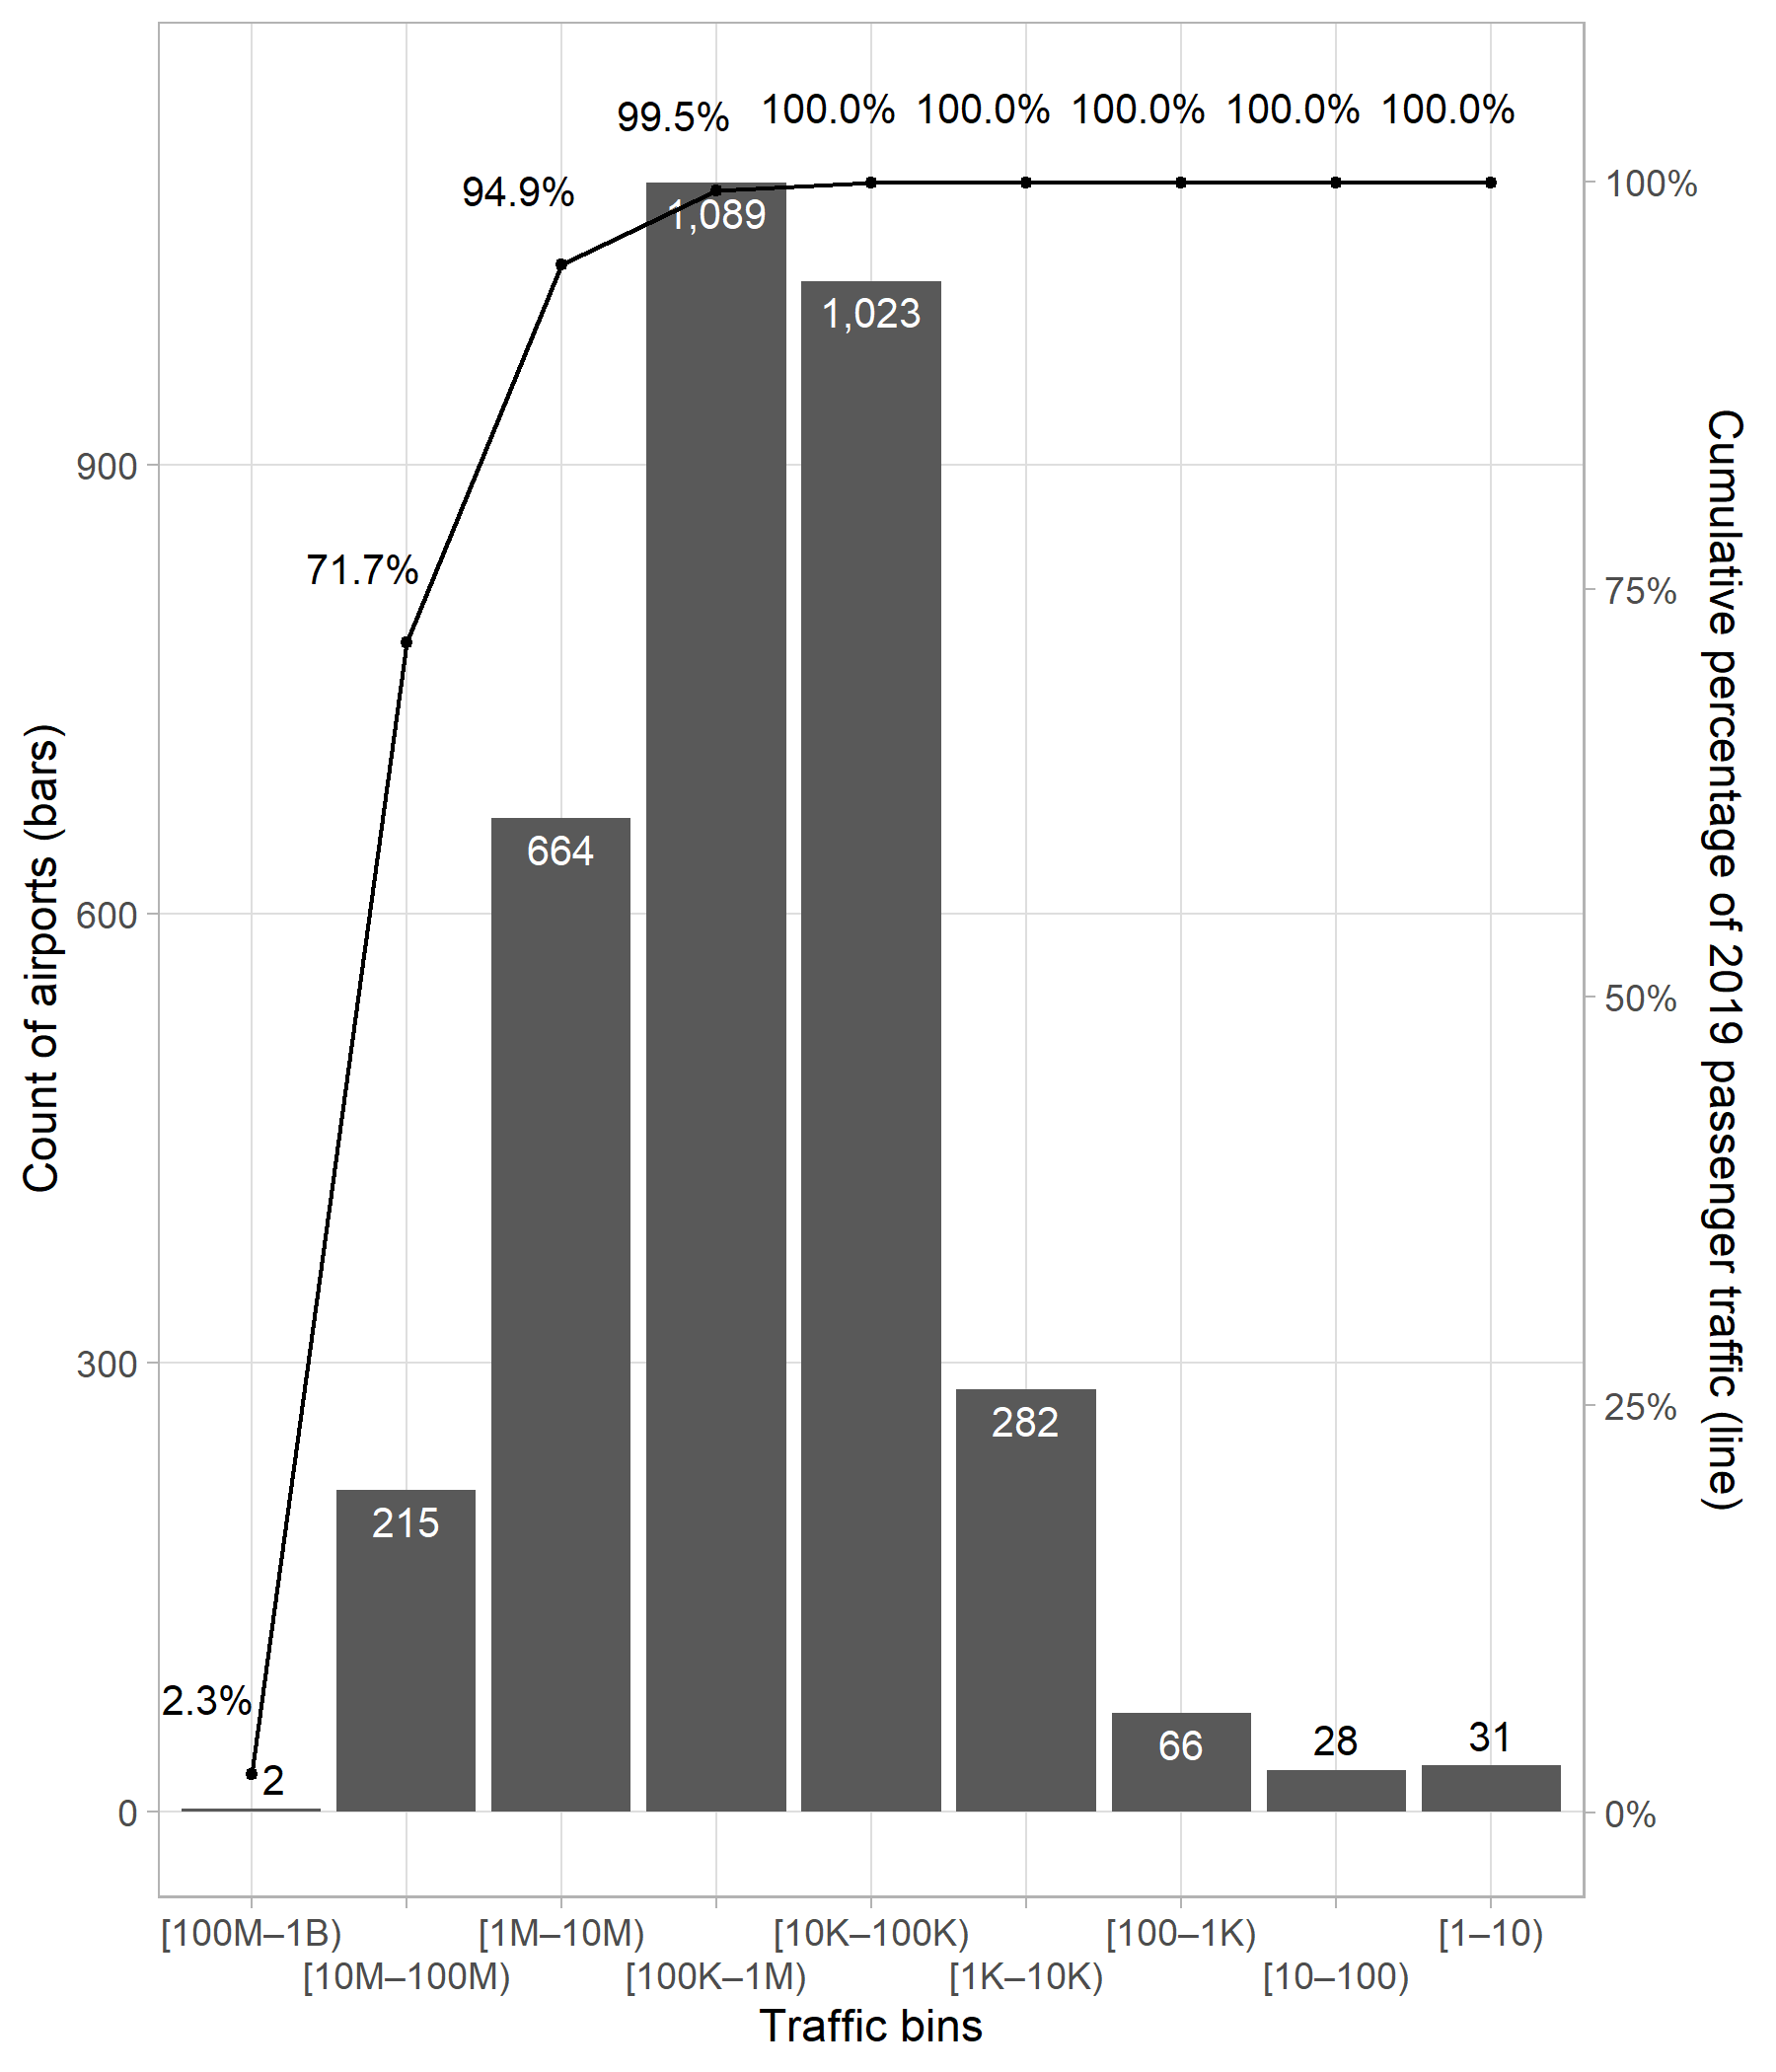 99.5%
100.0%
100.0%
100.0%
100.0%
100.0%
94.9%
71.7%
2.3%
1,089
1,023
664
282
215
66
28
31
2
Count of airports (bars)
900
600
300
0
100%
75%
50%
25%
0%
Cumulative percentage of 2019 passenger traffic (line)
[100M–1B)
[10M–100M)
[1M–10M)
[100K–1M)
[10K–100K)
[1K–10K)
[100–1K)
[10–100)
[1–10)
Traffic bins